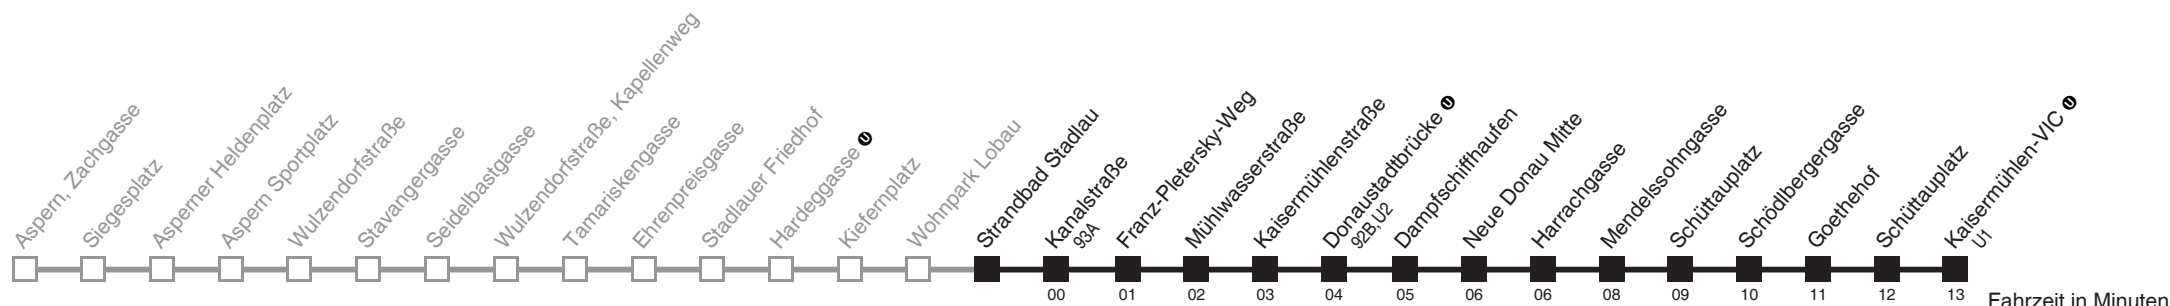 Aspern, Zachgasse
Siegesplatz
Asperner Heldenplatz
Aspern Sportplatz
Wulzendorfstraße
Stavangergasse
Seidelbastgasse
Wulzendorfstraße, Kapellenweg
Tamariskengasse
Ehrenpreisgasse
Stadlauer Friedhof
Hardeggasse U
Kiefernplatz
Wohnpark Lobau
Strandbad Stadlau
Kanalstraße
93A
Franz-Pletersky-Weg
Mühlwasserstraße
Kaisermühlenstraße
Donaustadtbrücke U
92B, U2
Dampfschiffhaufen
Neue Donau Mitte
Harrachgasse
Mendelssohngasse
Schüttauplatz
Schödlbergergasse
Goethehof
Schüttauplatz
Kaisermühlen-VIC U
U1
00 01 02 03 04 05 06 06 08 09 10 11 12 13 Fahrzeit in Minuten